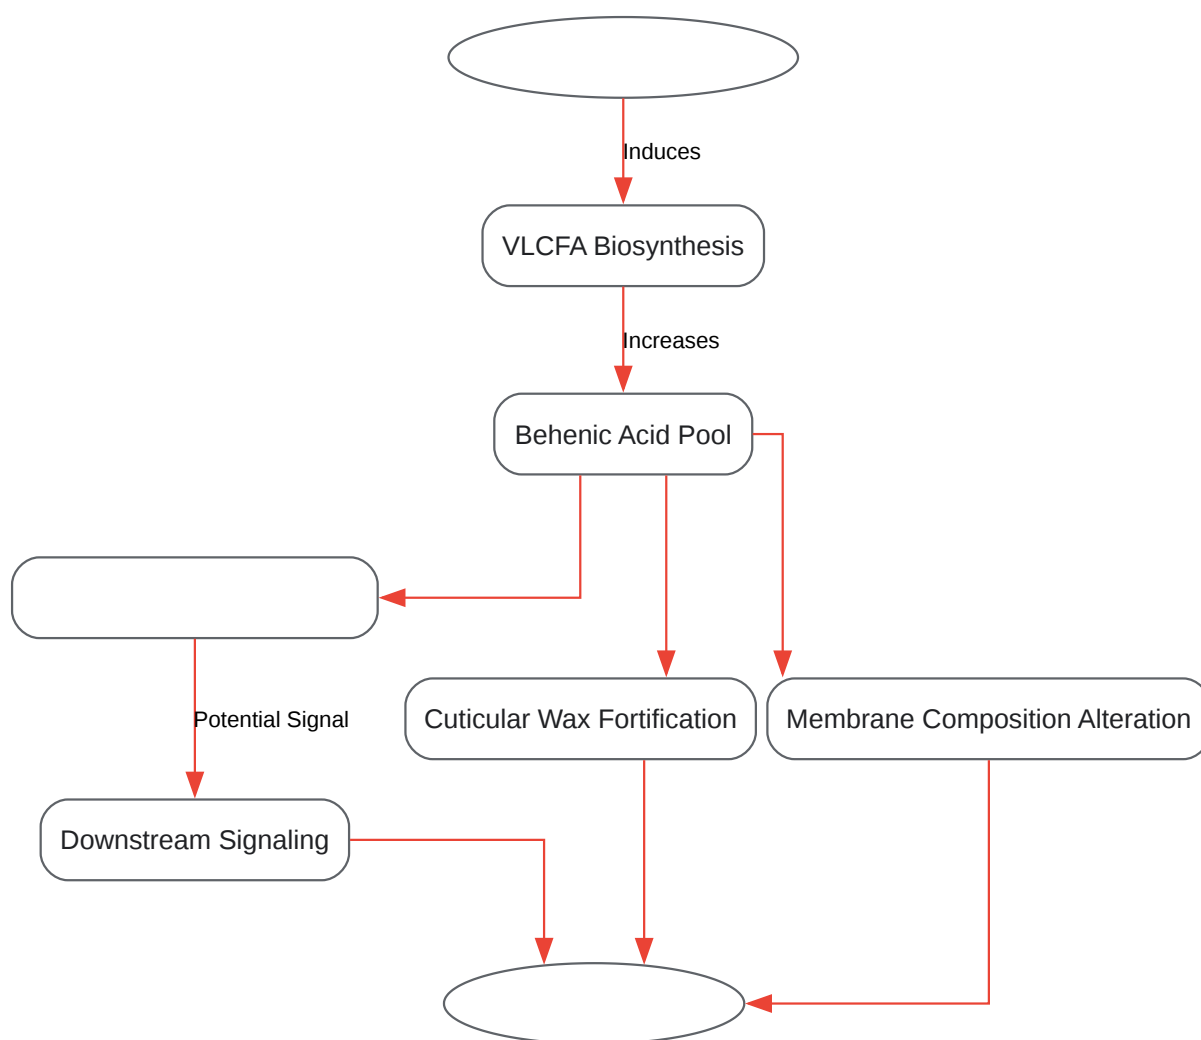 Induces
VLCFA Biosynthesis
Increases
Behenic Acid Pool
Potential Signal
Cuticular Wax Fortification
Membrane Composition Alteration
Downstream Signaling